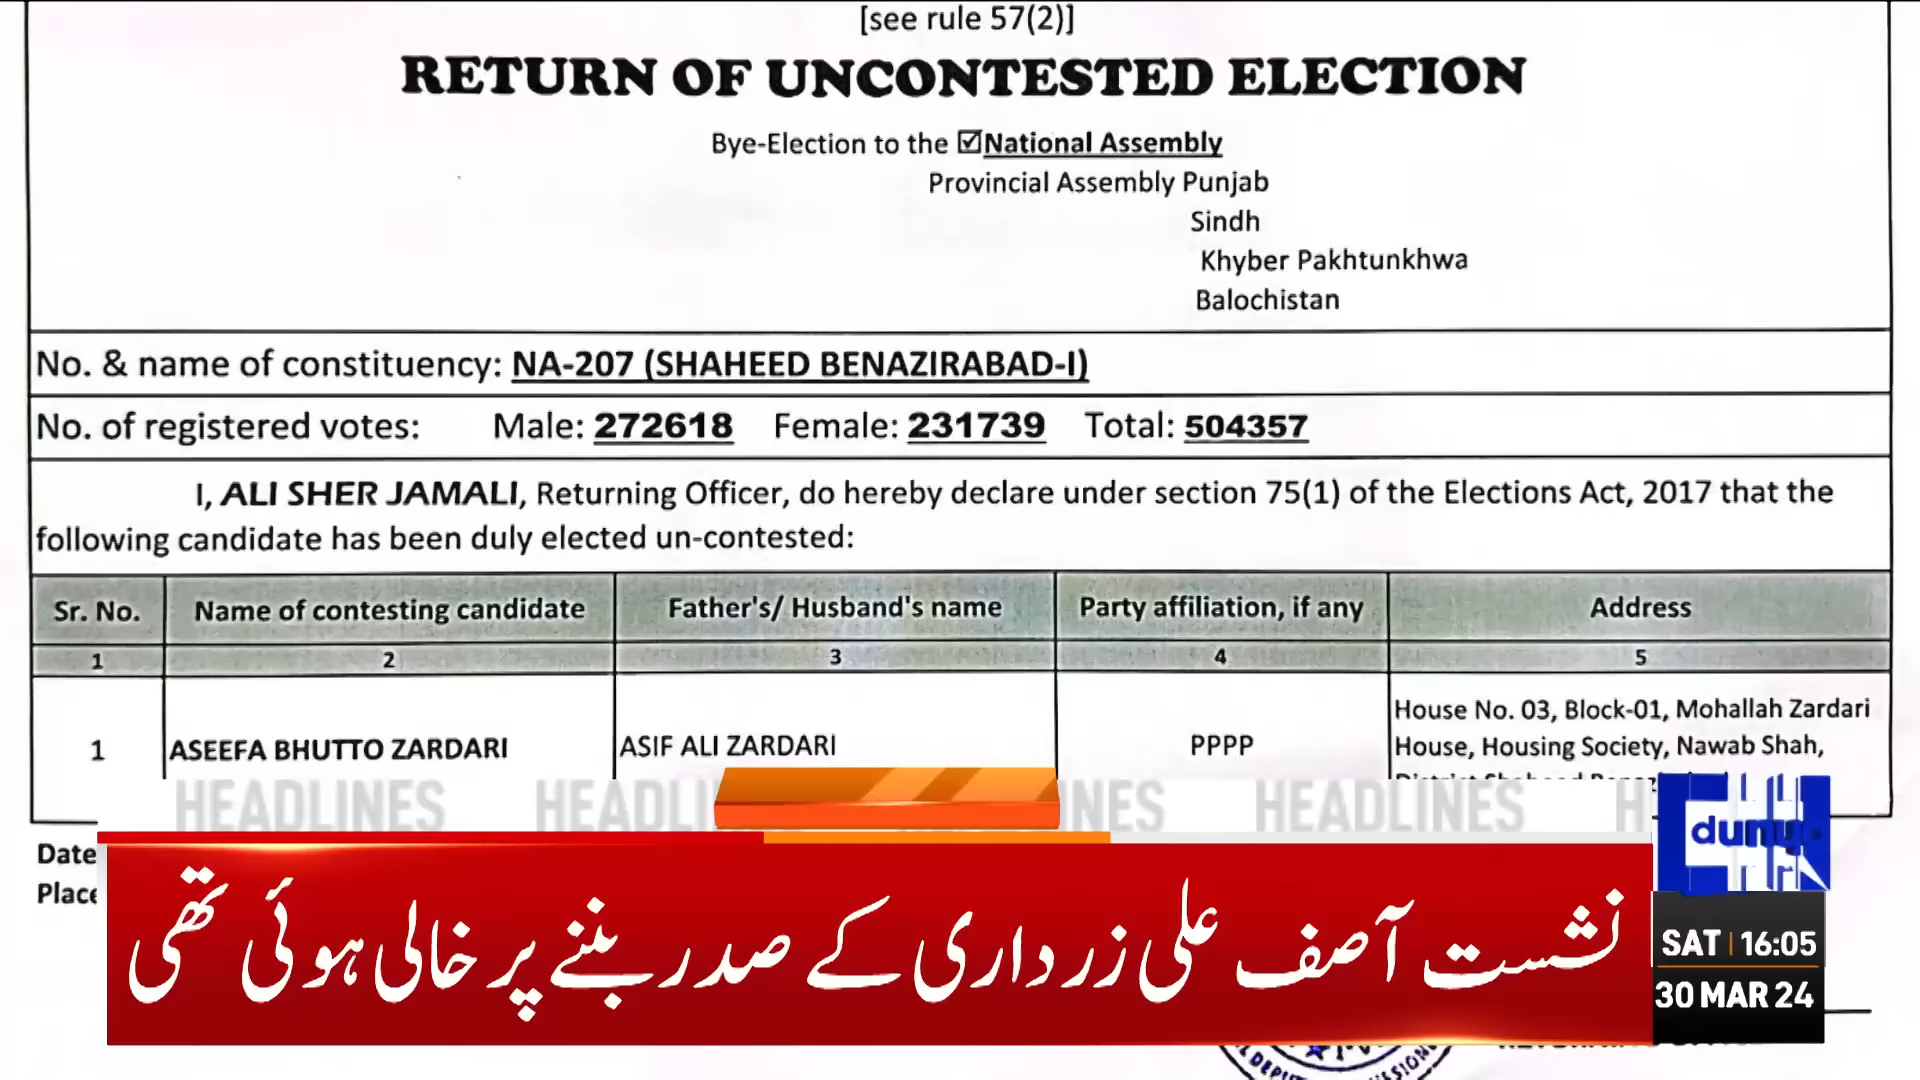 [see rule 57(2)]
RETURN OF UNCONTESTED ELECTION
Bye-Election to the ☑National Assembly
Provincial Assembly Punjab
Sindh
Khyber Pakhtunkhwa
Balochistan
No. & name of constituency: NA-207 (SHAHEED BENAZIRABAD-I)
No. of registered votes: Male: 272618 Female: 231739 Total: 504357
I, ALI SHER JAMALI, Returning Officer, do hereby declare under section 75(1) of the Elections Act, 2017 that the
following candidate has been duly elected un-contested:
Sr. No. Name of contesting candidate Father's/ Husband's name Party affiliation, if any Address
1 2 3 4 5
1 ASEEFA BHUTTO ZARDARI ASIF ALI ZARDARI PPPP House No. 03, Block-01, Mohallah Zardari
House, Housing Society, Nawab Shah,
HEADLINES HEADLINES HEADLINES
Date
Place
نشست آصف علی زرداری کے صدر بننے پر خالی ہوئی تھی
SAT 16:05
30 MAR 24